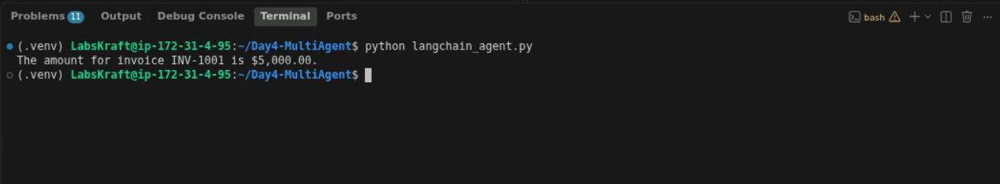 Problems 11 Output Debug Console Terminal Ports bash
(.venv) LabsKraft@ip-172-31-4-95:~/Day4-MultiAgent$ python langchain_agent.py
The amount for invoice INV-1001 is $5,000.00.
(.venv) LabsKraft@ip-172-31-4-95:~/Day4-MultiAgent$